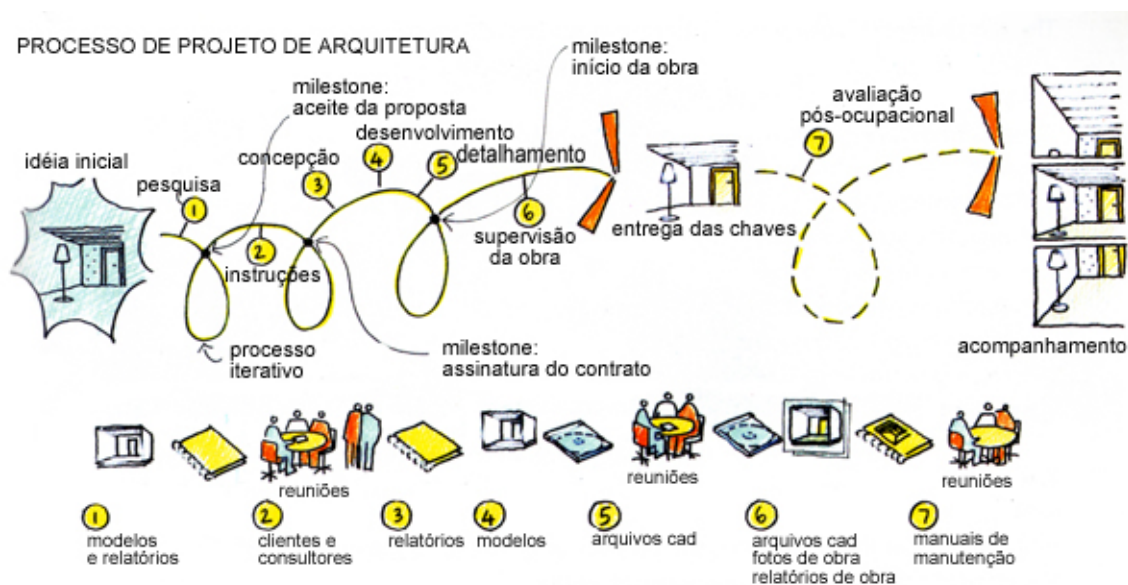 PROCESSO DE PROJETO DE ARQUITETURA
milestone:
início da obra
milestone:
aceite da proposta
avaliação
pós-ocupacional
7
idéia inicial
pesquisa
1
concepção
3
4
desenvolvimento
5
detalhamento
2
instruções
6
supervisão
da obra
entrega das chaves
processo
iterativo
milestone:
assinatura do contrato
acompanhamento
reuniões
reuniões
reuniões
1
modelos
e relatórios
2
clientes e
consultores
3
relatórios
4
modelos
5
arquivos cad
6
arquivos cad
fotos de obra
relatórios de obra
7
manuais de
manutenção